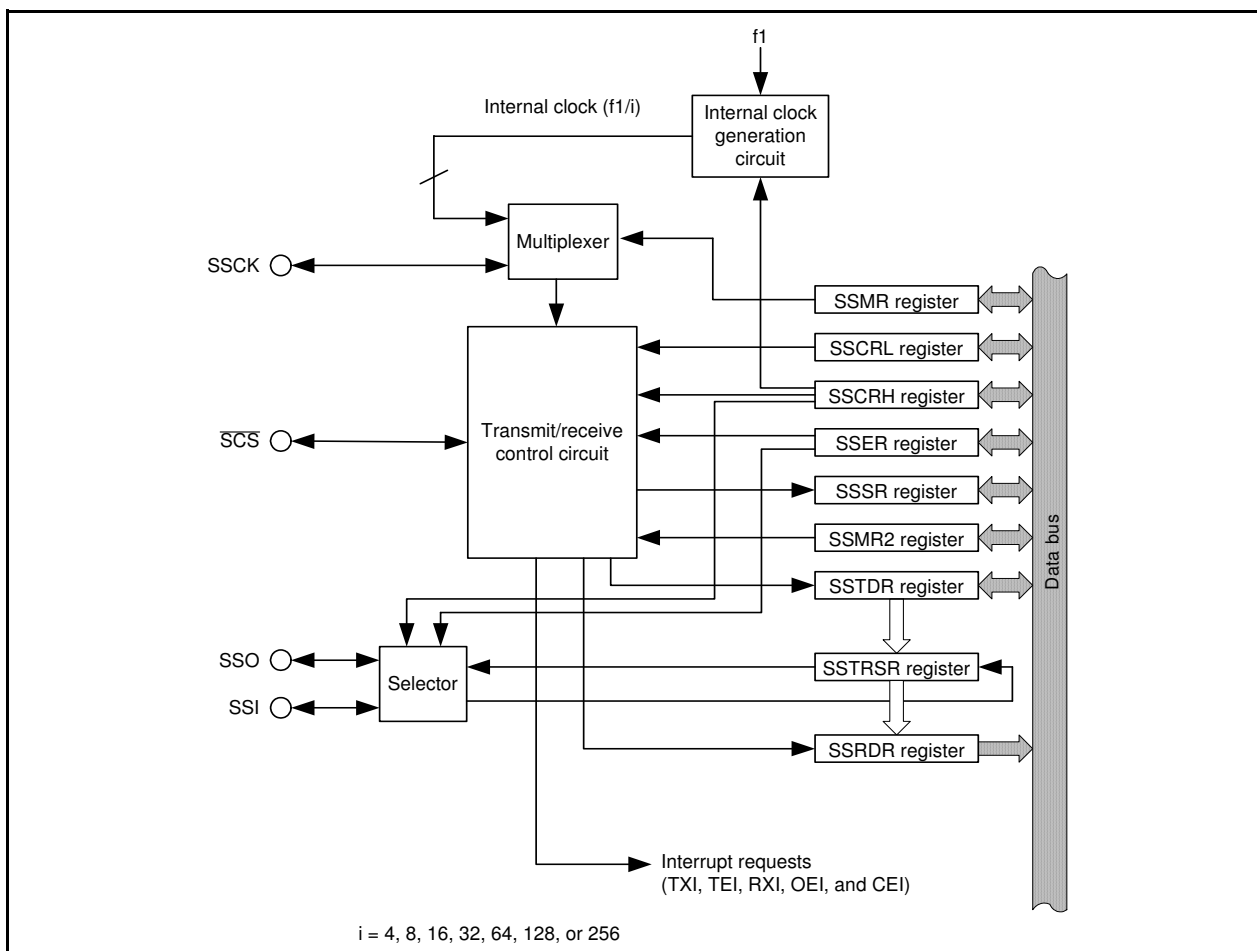 f1
Internal clock (f1/i)
Internal clock
generation
circuit
Multiplexer
SSCK
SSMR register
SSCRL register
SSCRH register
SCS
Transmit/receive
control circuit
SSER register
SSSR register
SSMR2 register
SSTDR register
Data bus
SSO
SSI
Selector
SSTRSR register
SSRDR register
Interrupt requests
(TXI, TEI, RXI, OEI, and CEI)
i = 4, 8, 16, 32, 64, 128, or 256